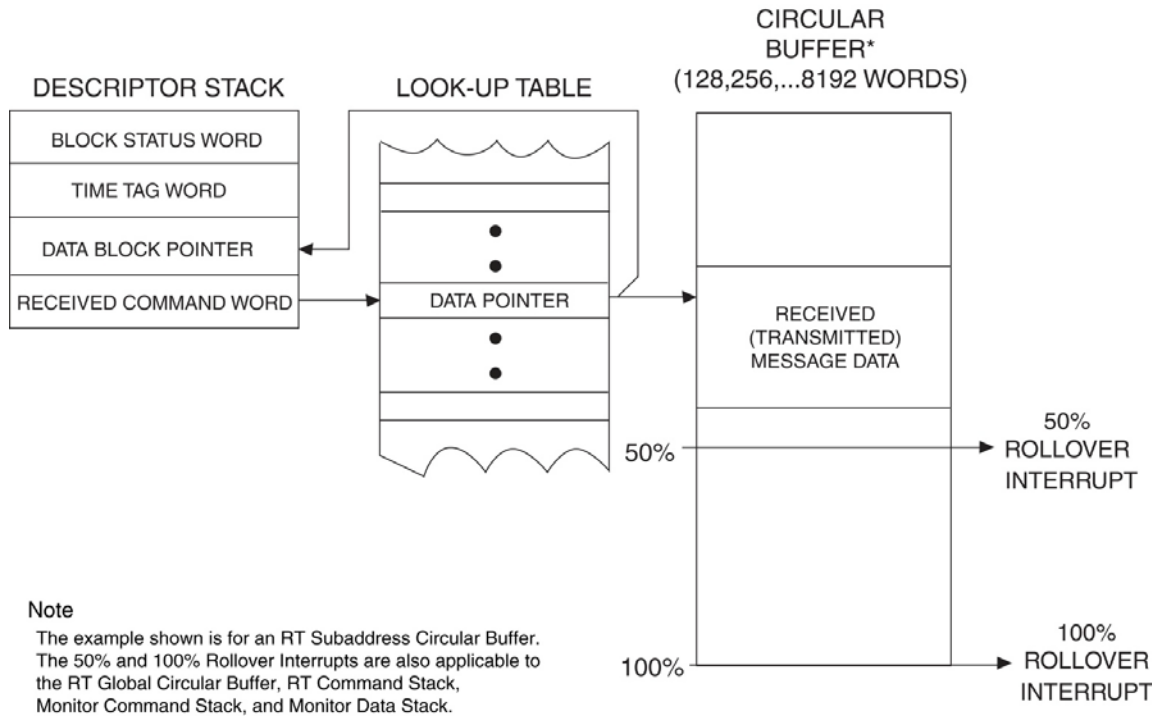 CIRCULAR
BUFFER*
(128,256,...8192 WORDS)
DESCRIPTOR STACK
LOOK-UP TABLE
BLOCK STATUS WORD
TIME TAG WORD
DATA BLOCK POINTER
RECEIVED COMMAND WORD
DATA POINTER
RECEIVED
(TRANSMITTED)
MESSAGE DATA
50%
50%
ROLLOVER
INTERRUPT
100%
100%
ROLLOVER
INTERRUPT
Note
The example shown is for an RT Subaddress Circular Buffer.
The 50% and 100% Rollover Interrupts are also applicable to
the RT Global Circular Buffer, RT Command Stack,
Monitor Command Stack, and Monitor Data Stack.